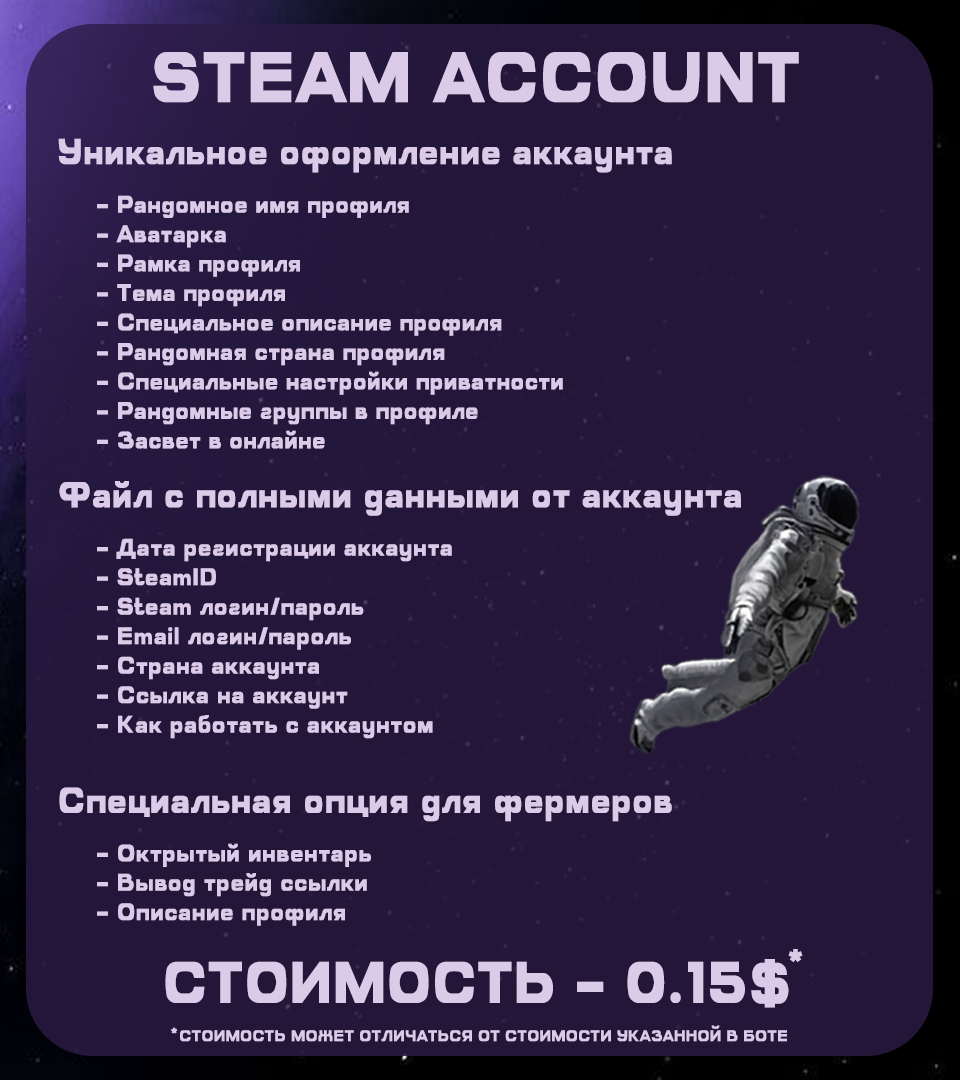 STEAM ACCOUNT
Уникальное оформление аккаунта
- Рандомное имя профиля
- Аватарка
- Рамка профиля
- Тема профиля
- Специальное описание профиля
- Рандомная страна профиля
- Специальные настройки приватности
- Рандомные группы в профиле
- Засвет в онлайне
Файл с полными данными от аккаунта
- Дата регистрации аккаунта
- SteamID
- Steam логин/пароль
- Email логин/пароль
- Страна аккаунта
- Ссылка на аккаунт
- Как работать с аккаунтом
Специальная опция для фермеров
- Октрытый инвентарь
- Вывод трейд ссылки
- Описание профиля
СТОИМОСТЬ - 0.15$*
*СТОИМОСТЬ МОЖЕТ ОТЛИЧАТЬСЯ ОТ СТОИМОСТИ УКАЗАННОЙ В БОТЕ